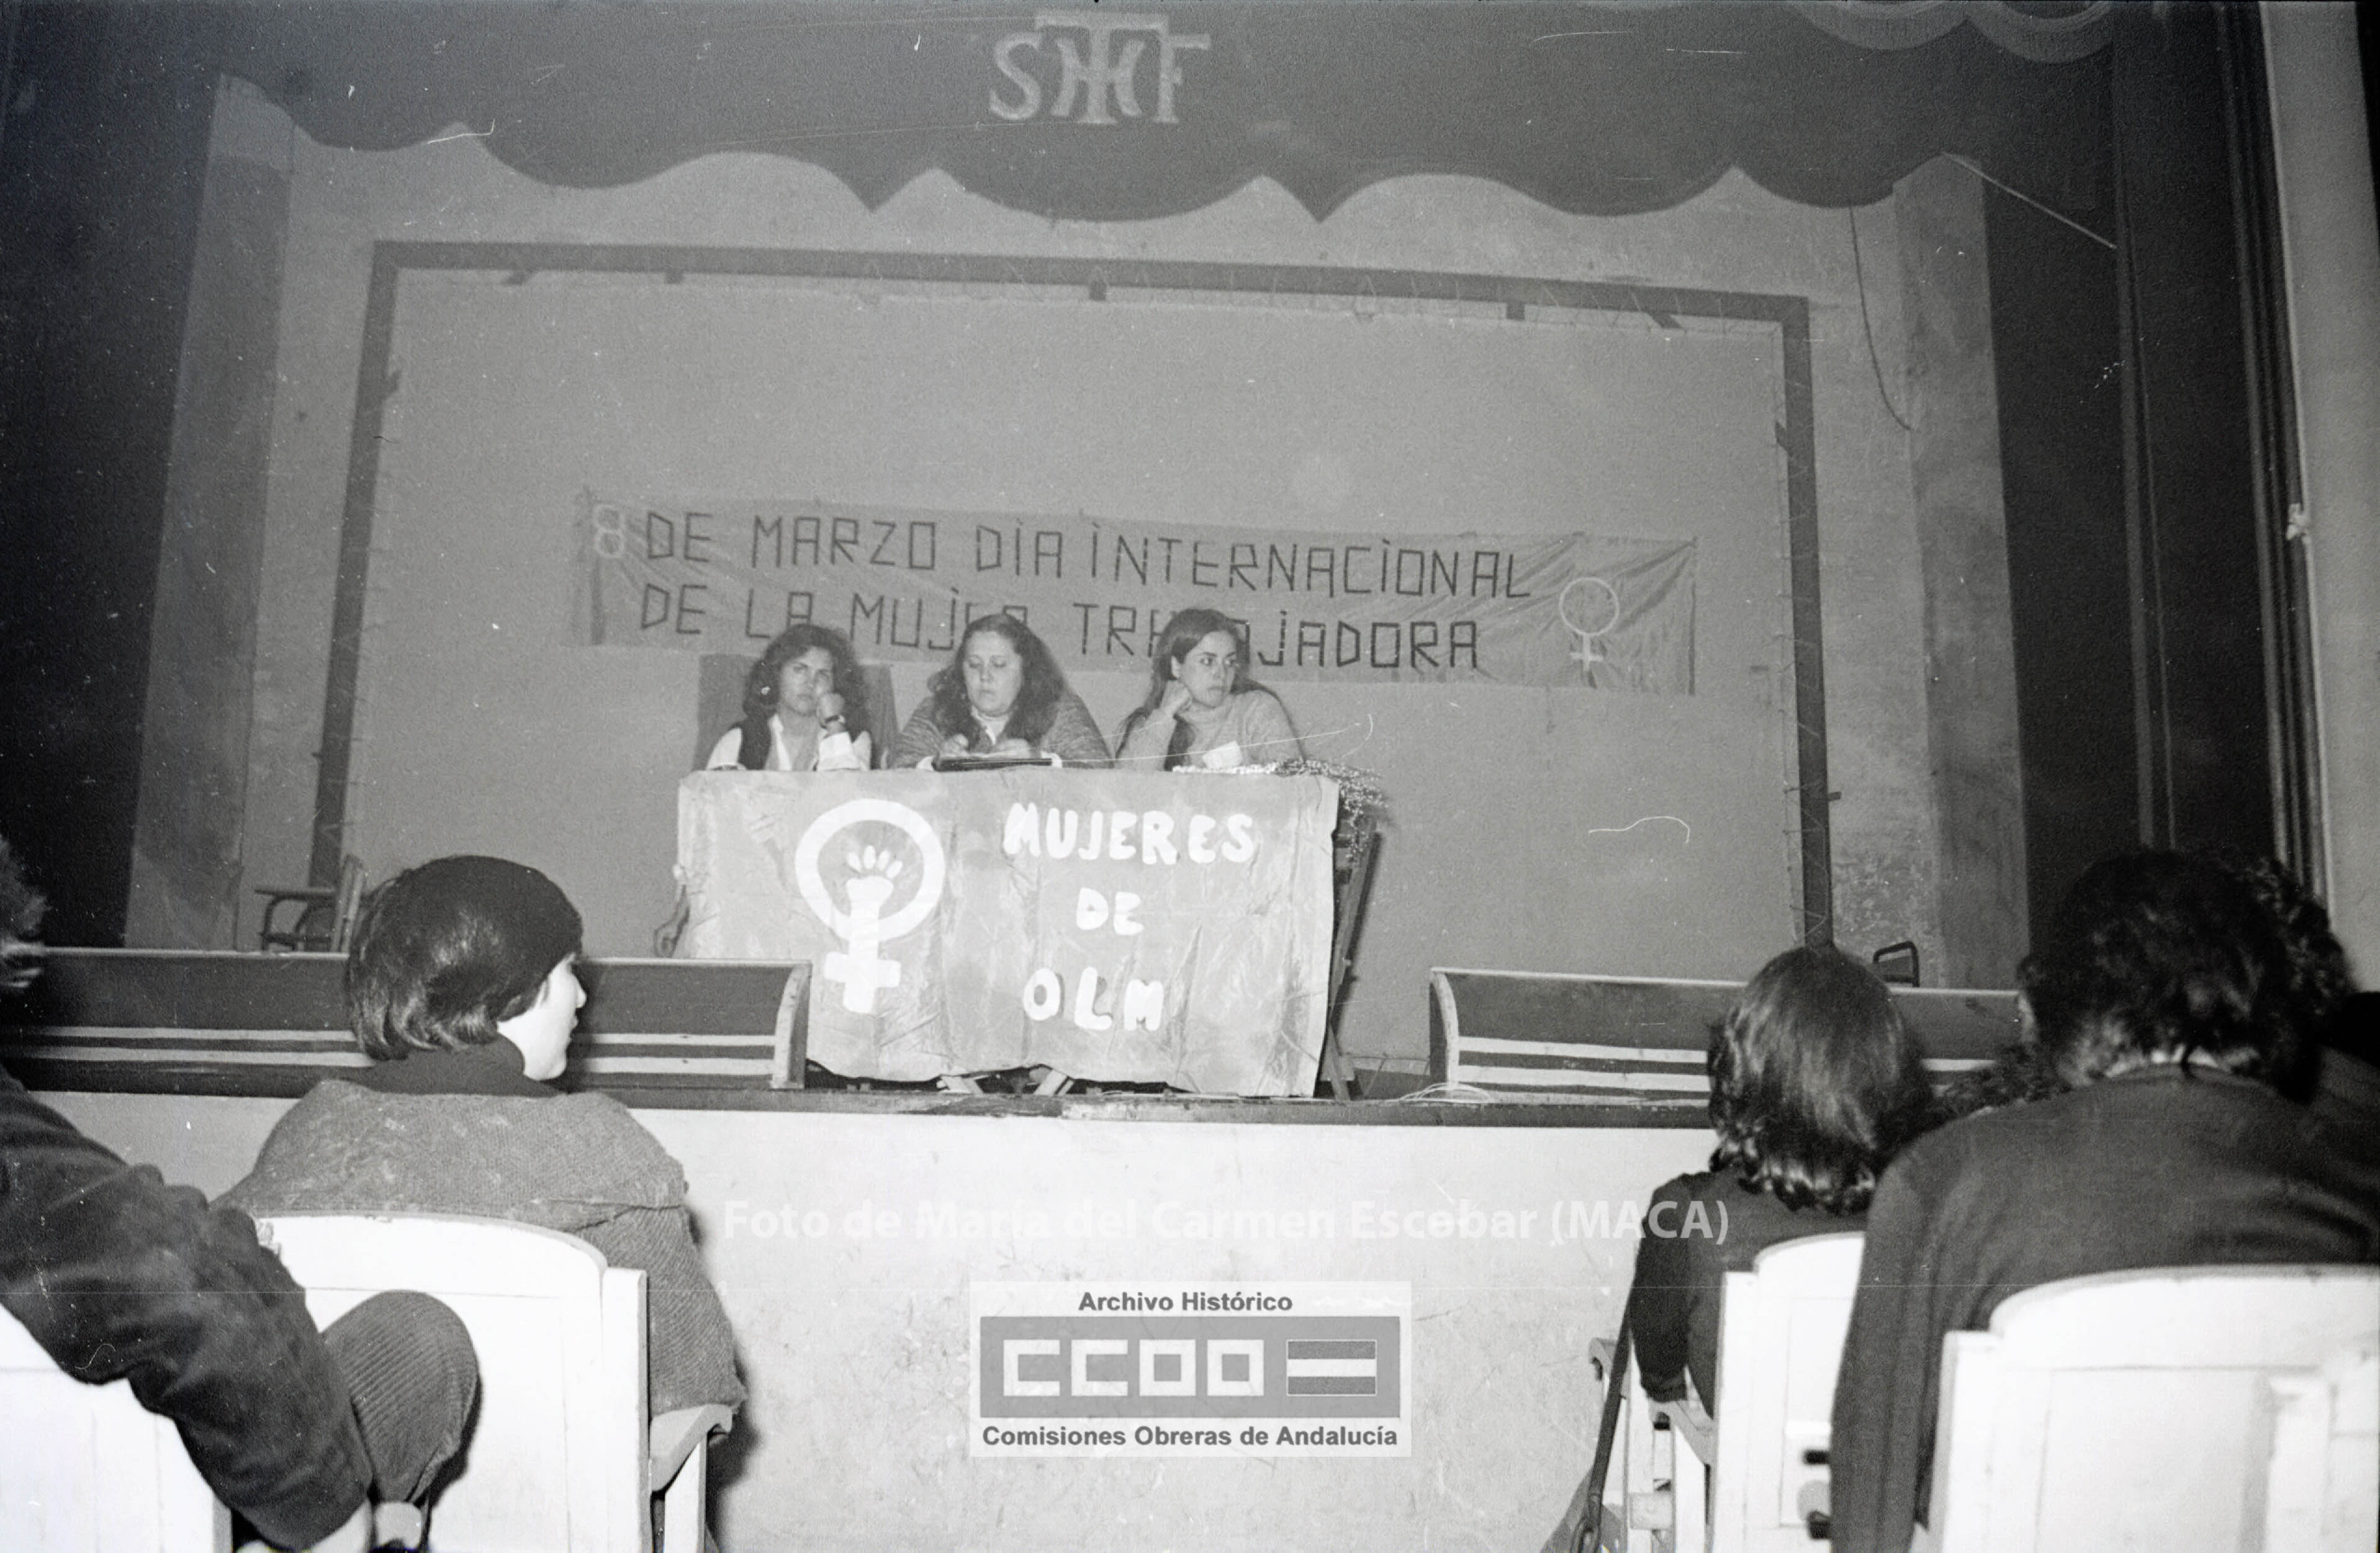 8 DE MARZO DIA INTERNACIONAL
DE LA MUJER TRABAJADORA
MUJERES
DE
OLM
Foto de María del Carmen Escobar (MACA)
Archivo Histórico
CCOO
Comisiones Obreras de Andalucía